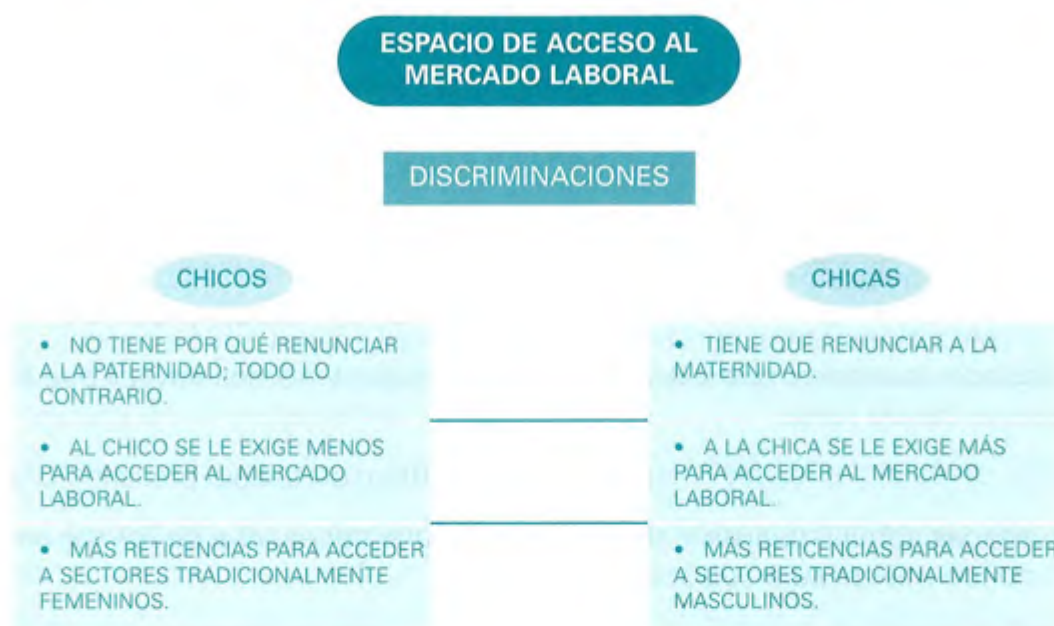 ESPACIO DE ACCESO AL
MERCADO LABORAL
DISCRIMINACIONES
CHICOS
CHICAS
• NO TIENE POR QUÉ RENUNCIAR
A LA PATERNIDAD; TODO LO
CONTRARIO.
• TIENE QUE RENUNCIAR A LA
MATERNIDAD.
• AL CHICO SE LE EXIGE MENOS
PARA ACCEDER AL MERCADO
LABORAL.
• A LA CHICA SE LE EXIGE MÁS
PARA ACCEDER AL MERCADO
LABORAL.
• MÁS RETICENCIAS PARA ACCEDER
A SECTORES TRADICIONALMENTE
FEMENINOS.
• MÁS RETICENCIAS PARA ACCEDER
A SECTORES TRADICIONALMENTE
MASCULINOS.